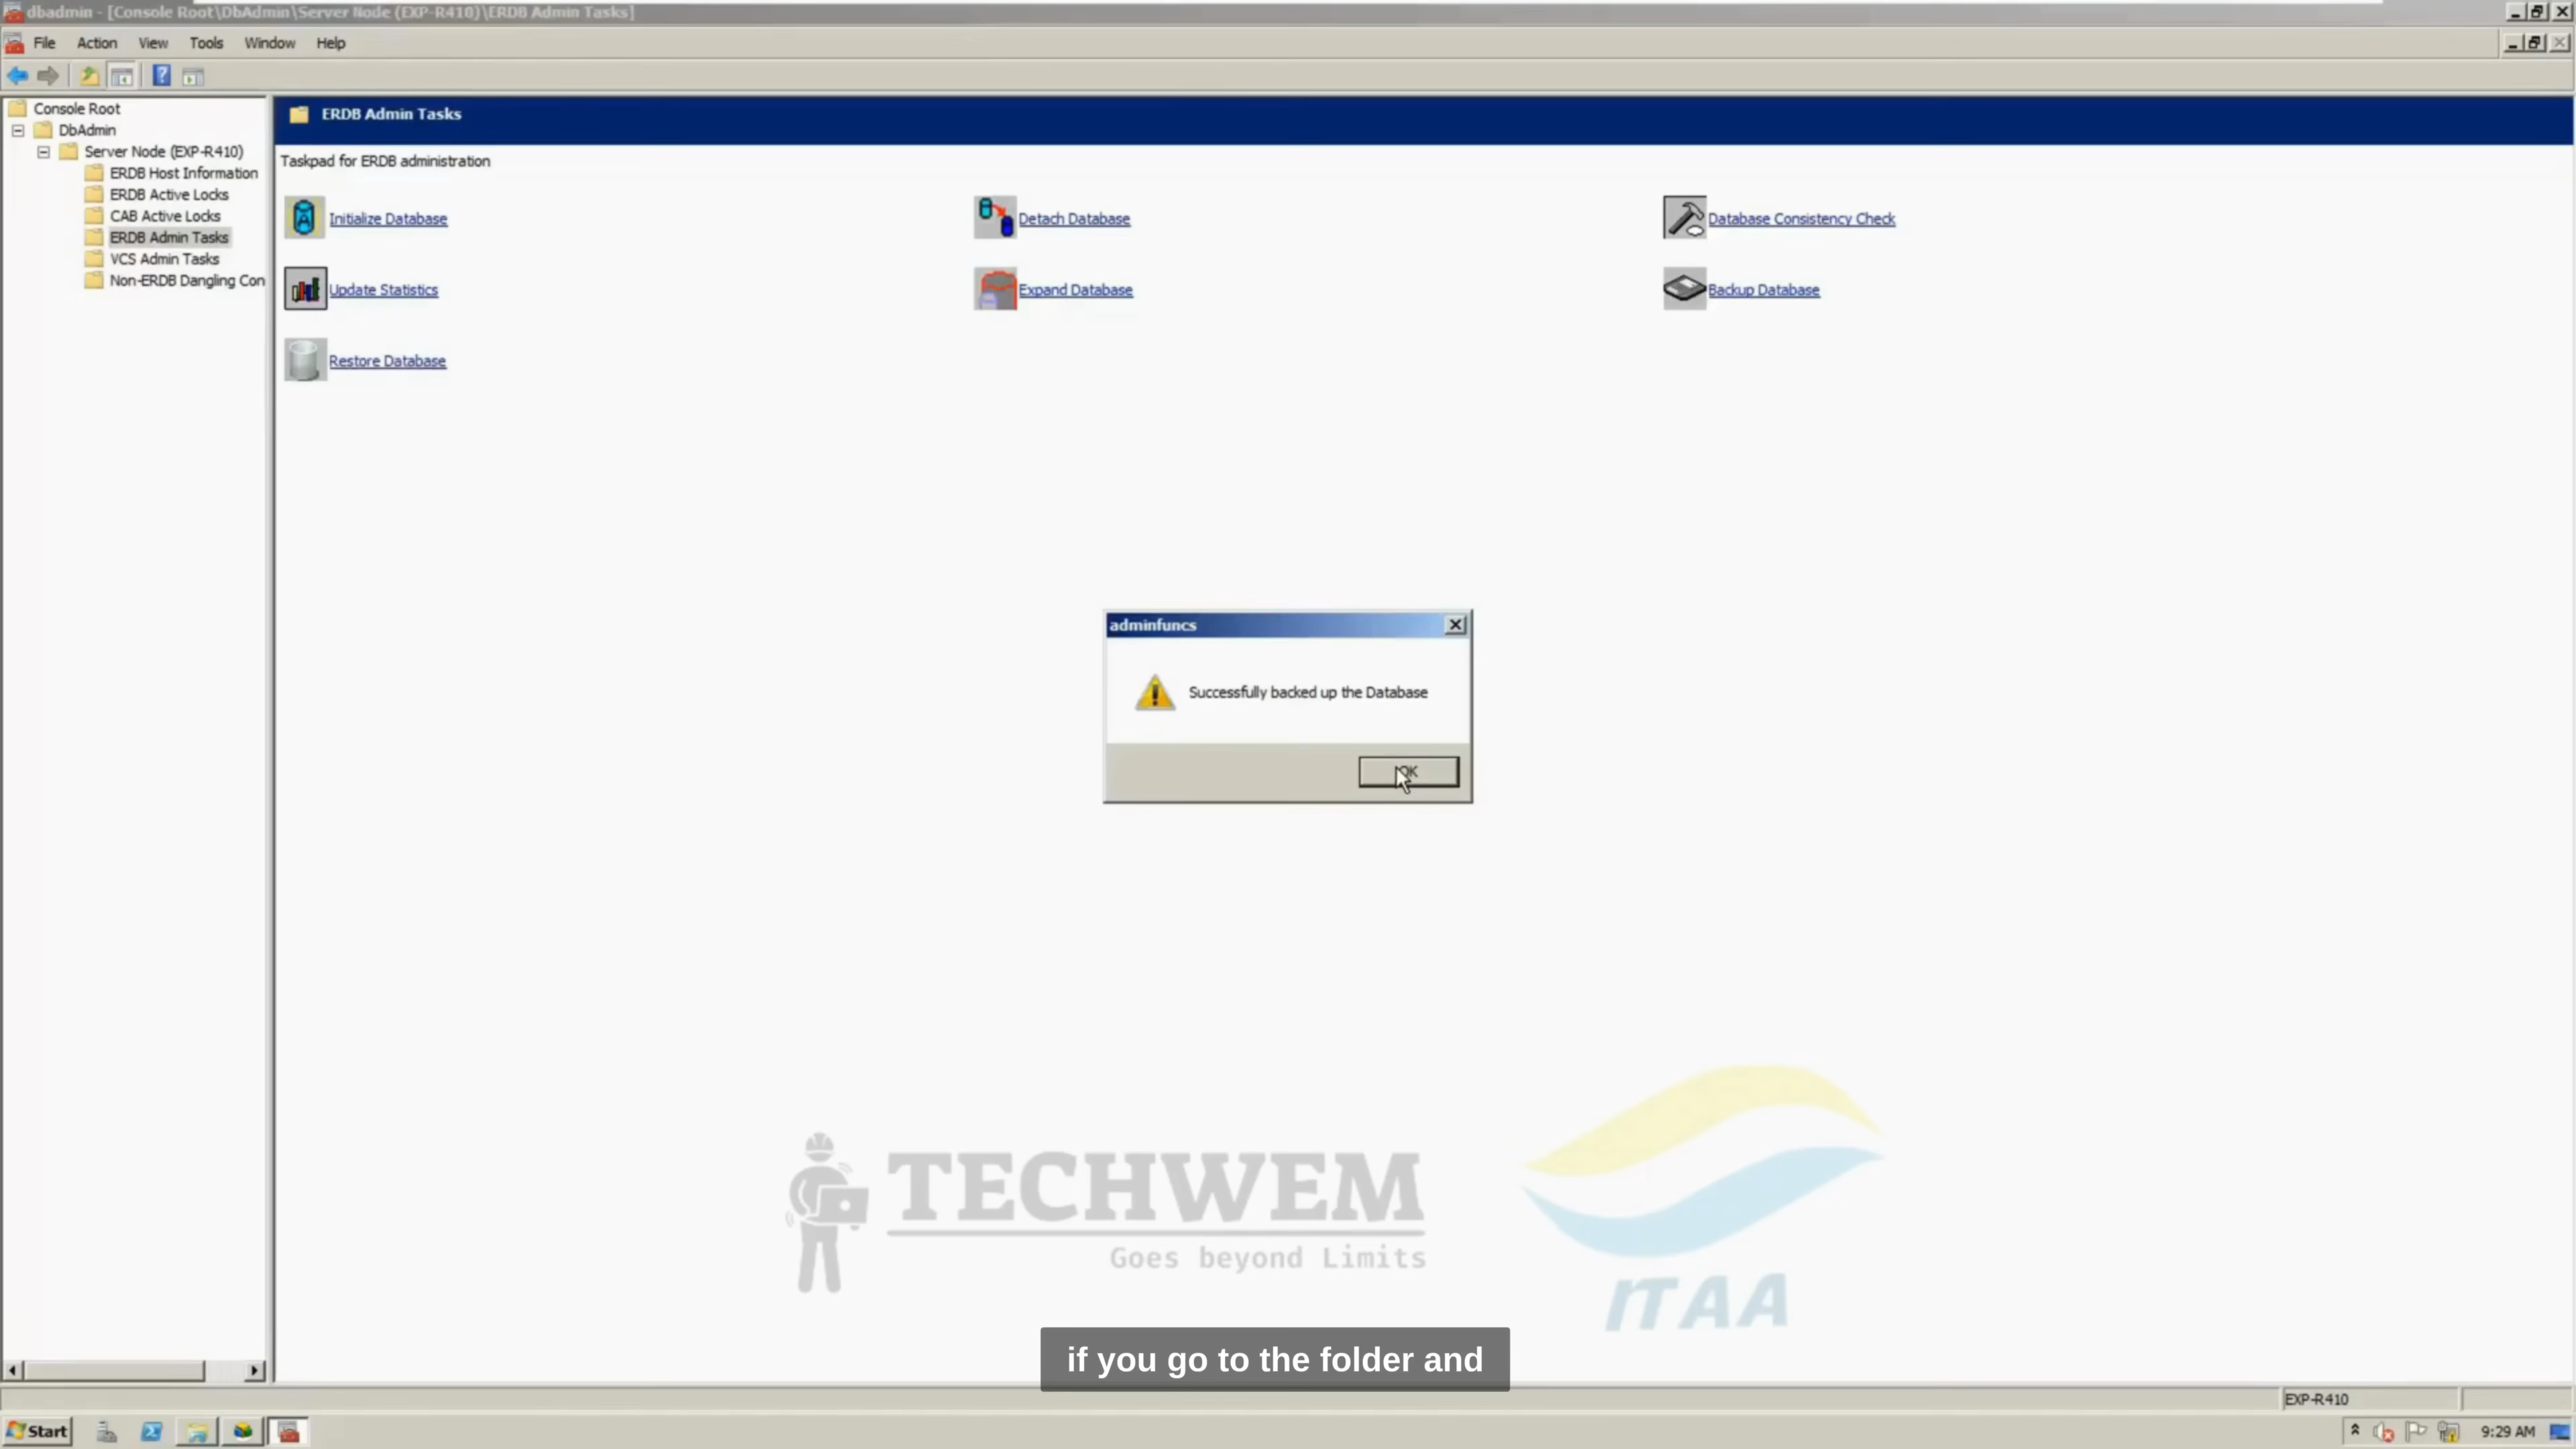 dbadmin - [Console Root\DbAdmin\Server Node (EXP-R410)\ERDB Admin Tasks]
File Action View Tools Window Help
Console Root
DbAdmin
Server Node (EXP-R410)
ERDB Host Information
ERDB Active Locks
CAB Active Locks
ERDB Admin Tasks
VCS Admin Tasks
Non-ERDB Dangling Con
ERDB Admin Tasks
Taskpad for ERDB administration
Initialize Database
Detach Database
Database Consistency Check
Update Statistics
Expand Database
Backup Database
Restore Database
adminfuncs
Successfully backed up the Database
OK
TECHWEM
Goes beyond Limits
ITAA
if you go to the folder and
EXP-R410
Start
9:29 AM